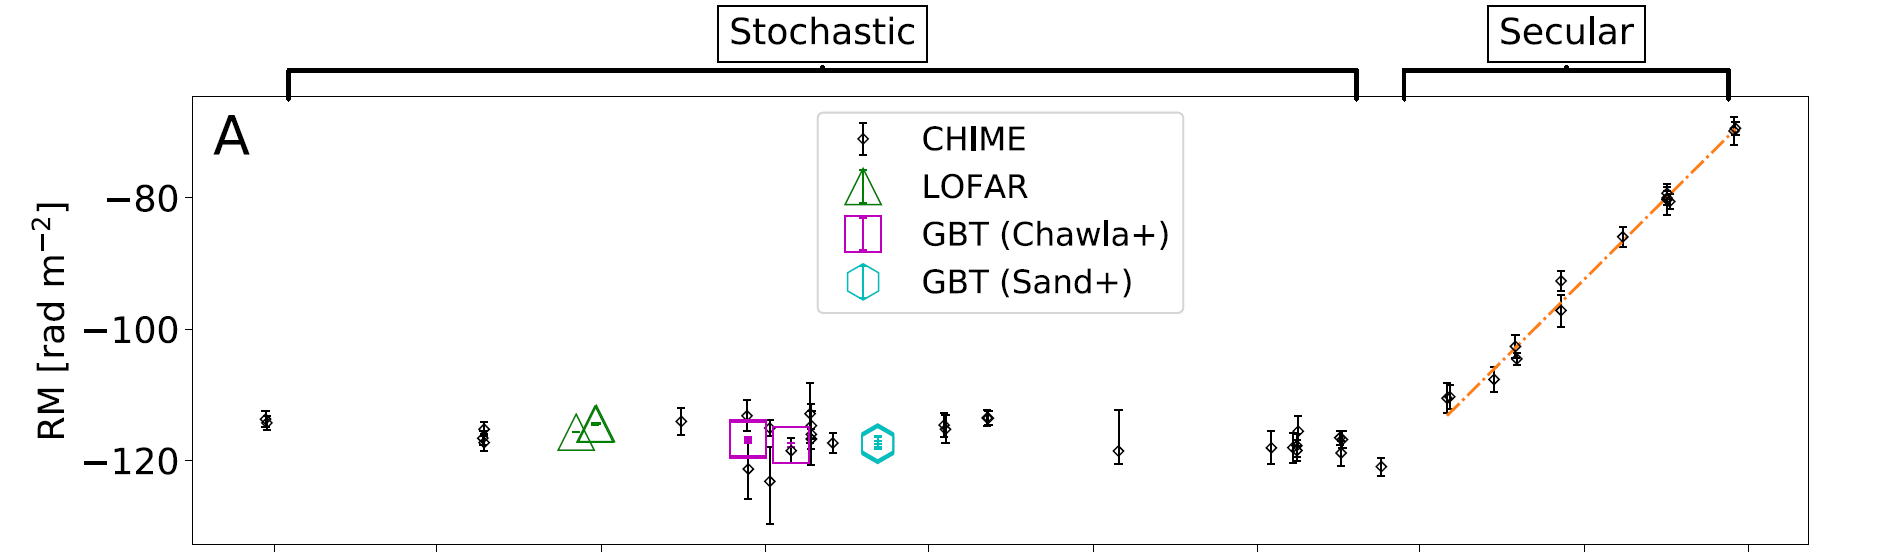 Stochastic
Secular
A
CHIME
LOFAR
GBT (Chawla+)
GBT (Sand+)
−80
−100
−120
RM [rad m⁻²]